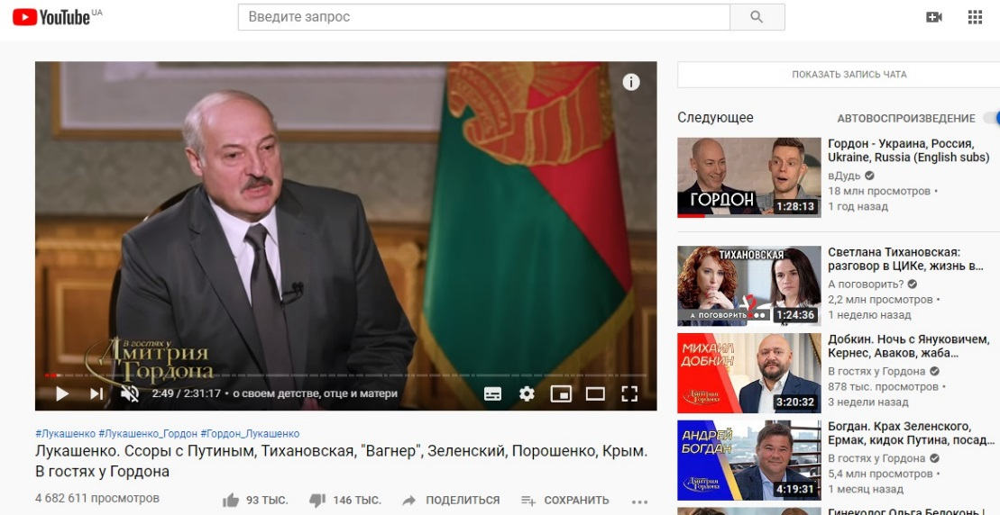 YouTube UA
Введите запрос
В гостях у
Дмитрия
Гордона
2:49 / 2:31:17 • о своем детстве, отце и матери
#Лукашенко #Лукашенко_Гордон #Гордон_Лукашенко
Лукашенко. Ссоры с Путиным, Тихановская, "Вагнер", Зеленский, Порошенко, Крым.
В гостях у Гордона
4 682 611 просмотров
93 ТЫС.
146 ТЫС.
ПОДЕЛИТЬСЯ
СОХРАНИТЬ
ПОКАЗАТЬ ЗАПИСЬ ЧАТА
Следующее
АВТОВОСПРОИЗВЕДЕНИЕ
ГОРДОН
1:28:13
Гордон - Украина, Россия,
Ukraine, Russia (English subs)
вДудь
18 млн просмотров •
1 год назад
ТИХАНОВСКАЯ
А ПОГОВОРИТЬ?
1:24:36
Светлана Тихановская:
разговор в ЦИКе, жизнь в...
А поговорить?
2,2 млн просмотров •
1 неделю назад
МИХАИЛ
ДОБКИН
Дмитрия
Гордона
3:20:32
Добкин. Ночь с Януковичем,
Кернес, Аваков, жаба...
В гостях у Гордона
878 тыс. просмотров •
3 недели назад
АНДРЕЙ
БОГДАН
Дмитрия
Гордона
4:19:31
Богдан. Крах Зеленского,
Ермак, кидок Путина, посад...
В гостях у Гордона
5,4 млн просмотров •
1 месяц назад
Гинеколог Ольга Белоконь |